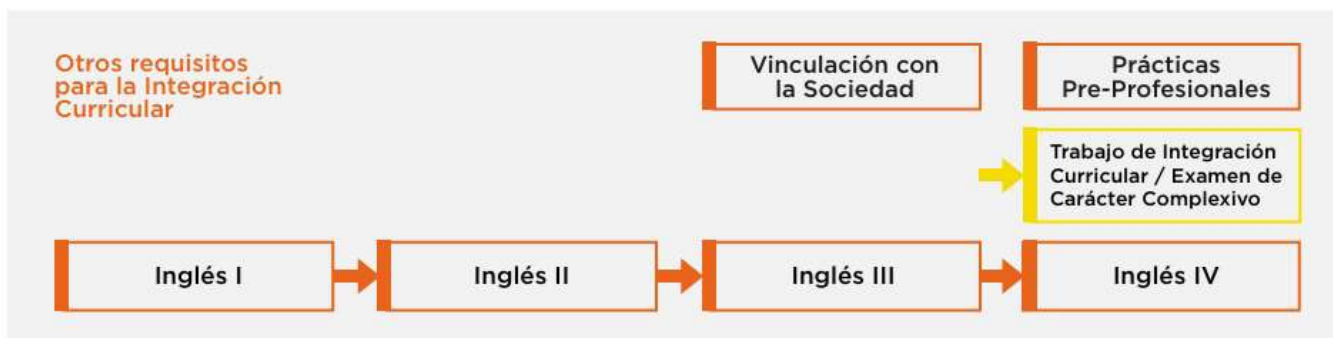 Otros requisitos
para la Integración
Curricular
Vinculación con
la Sociedad
Prácticas
Pre-Profesionales
Trabajo de Integración
Curricular / Examen de
Carácter Complexivo
Inglés I
Inglés II
Inglés III
Inglés IV